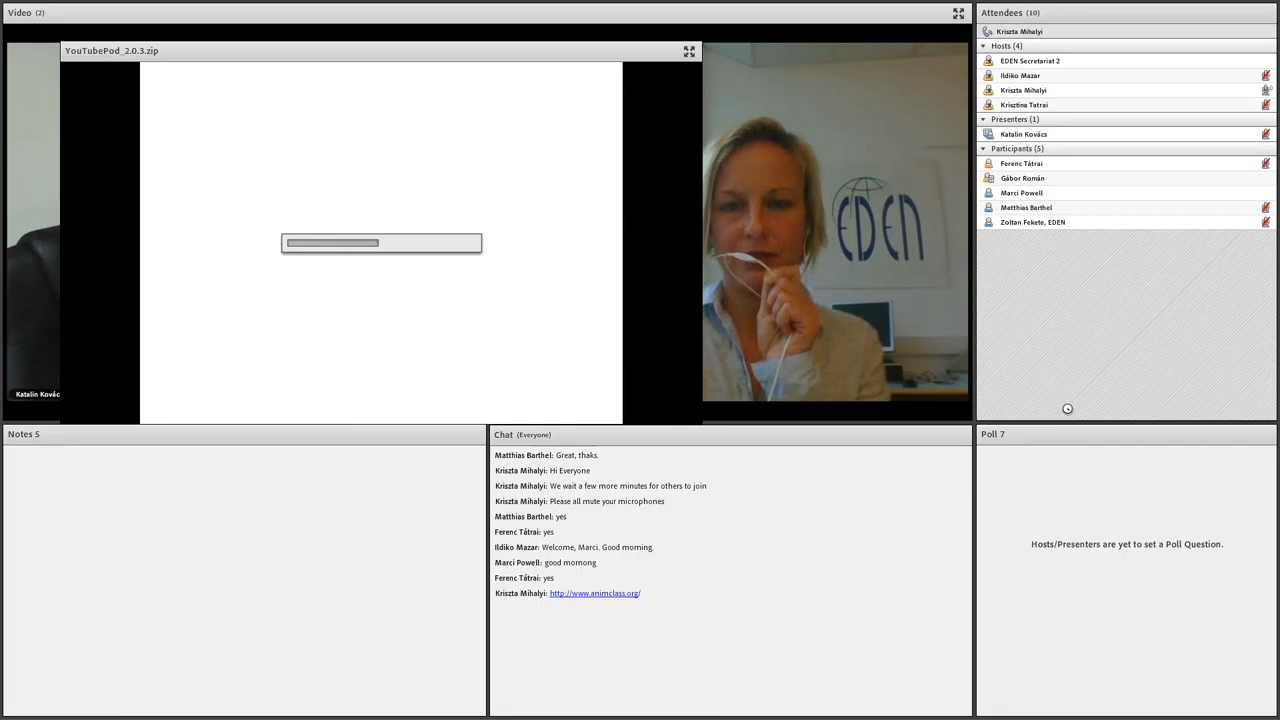 Video (2)
YouTubePod_2.0.3.zip
EDEN
Katalin Kovác
Attendees (10)
Kriszta Mihalyi
Hosts (4)
EDEN Secretariat 2
Ildiko Mazar
Kriszta Mihalyi
Krisztina Tatrai
Presenters (1)
Katalin Kovács
Participants (5)
Ferenc Tátrai
Gábor Román
Marci Powell
Matthias Barthel
Zoltan Fekete, EDEN
Notes 5
Chat (Everyone)
Matthias Barthel: Great, thaks.
Kriszta Mihalyi: Hi Everyone
Kriszta Mihalyi: We wait a few more minutes for others to join
Kriszta Mihalyi: Please all mute your microphones
Matthias Barthel: yes
Ferenc Tátrai: yes
Ildiko Mazar: Welcome, Marci. Good morning.
Marci Powell: good mornong
Ferenc Tátrai: yes
Kriszta Mihalyi: http://www.animclass.org/
Poll 7
Hosts/Presenters are yet to set a Poll Question.